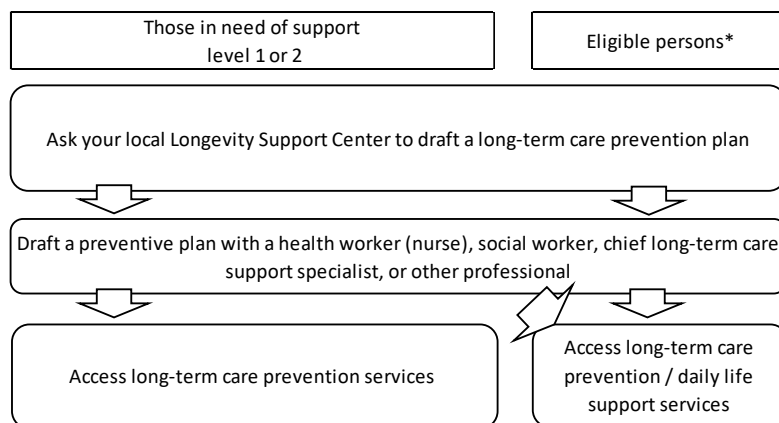 Those in need of support
level 1 or 2
Eligible persons*
Ask your local Longevity Support Center to draft a long-term care prevention plan
Draft a preventive plan with a health worker (nurse), social worker, chief long-term care
support specialist, or other professional
Access long-term care prevention services
Access long-term care
prevention / daily life
support services